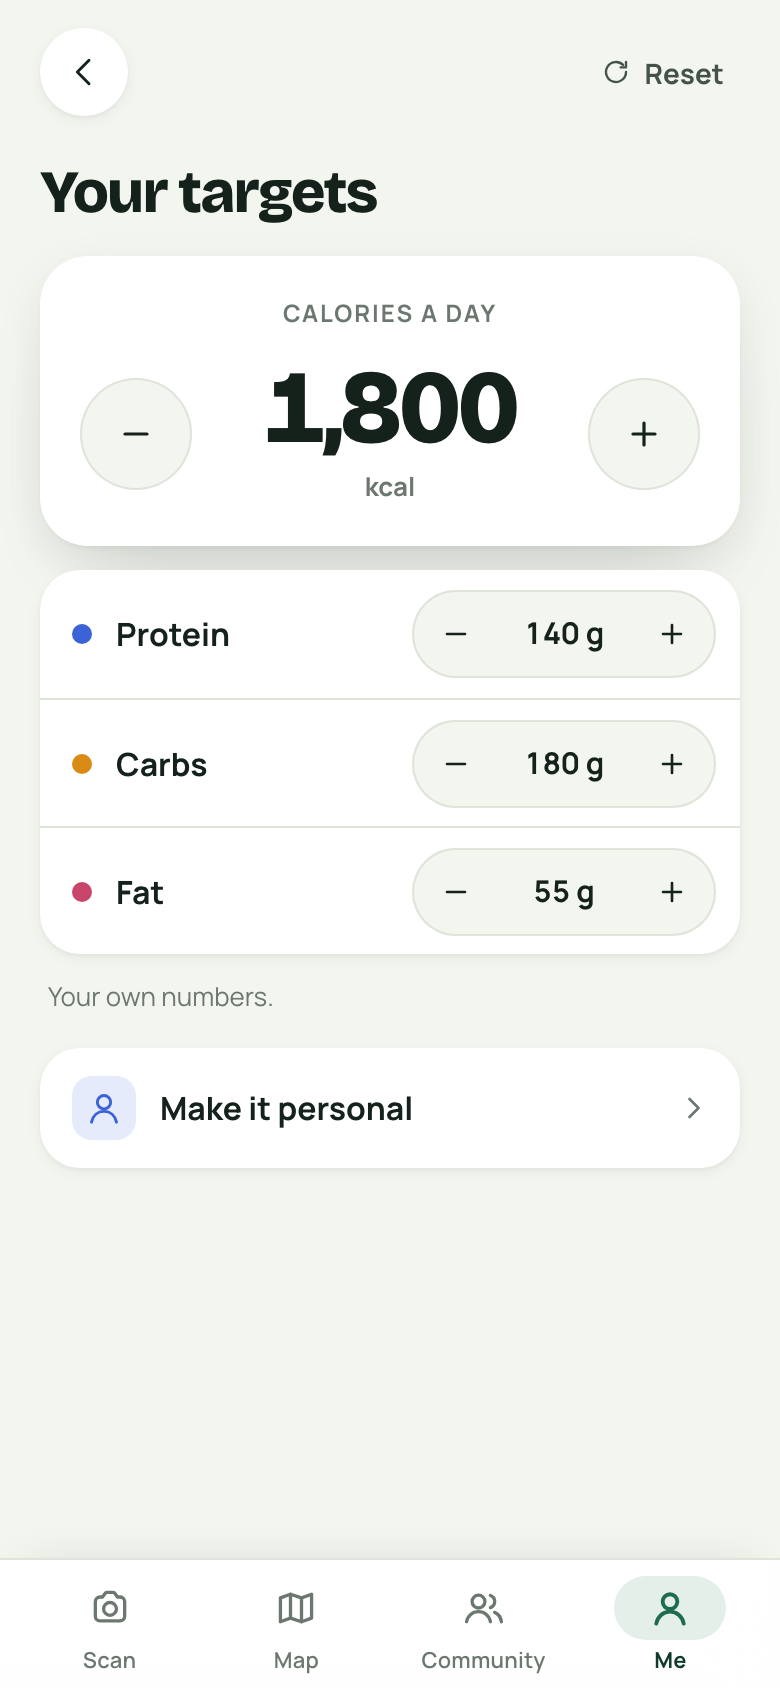 Reset
Your targets
CALORIES A DAY
− 1,800 +
kcal
Protein − 140 g +
Carbs − 180 g +
Fat − 55 g +
Your own numbers.
Make it personal
Scan Map Community Me